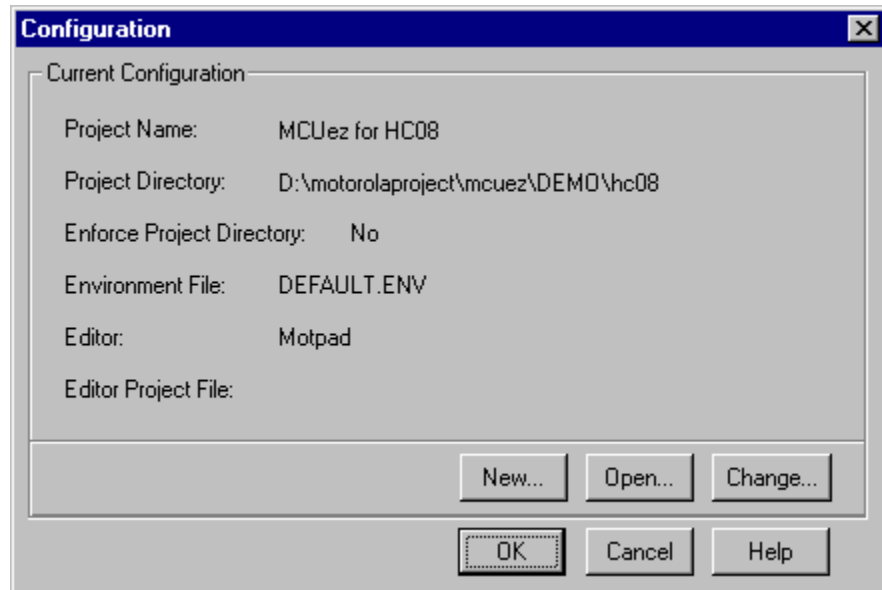 Configuration
Current Configuration
Project Name: MCUez for HC08
Project Directory: D:\motorolaproject\mcuez\DEMO\hc08
Enforce Project Directory: No
Environment File: DEFAULT.ENV
Editor: Motpad
Editor Project File:
New... Open... Change...
OK Cancel Help